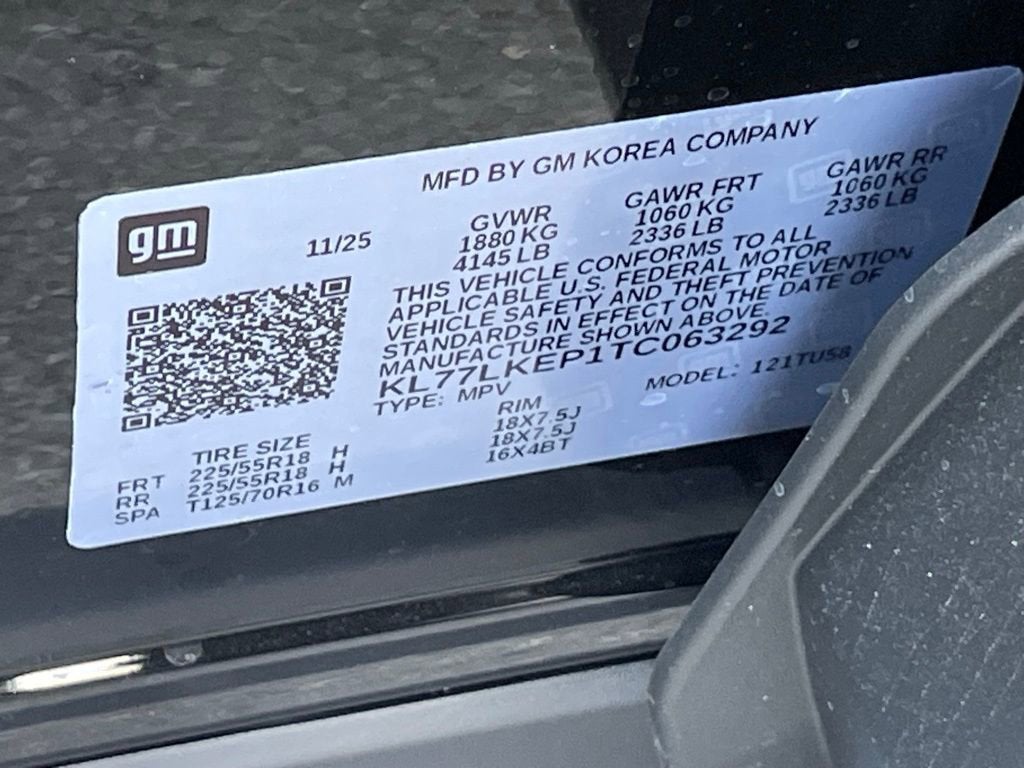 MFD BY GM KOREA COMPANY
gm
11/25
GVWR GAWR FRT GAWR RR
1880 KG 1060 KG 1060 KG
4145 LB 2336 LB 2336 LB
THIS VEHICLE CONFORMS TO ALL
APPLICABLE U.S. FEDERAL MOTOR
VEHICLE SAFETY AND THEFT PREVENTION
STANDARDS IN EFFECT ON THE DATE OF
MANUFACTURE SHOWN ABOVE.
KL77LKEP1TC063292
TYPE: MPV MODEL: 121TU58
TIRE SIZE RIM
FRT 225/55R18 H 18X7.5J
RR 225/55R18 H 18X7.5J
SPA T125/70R16 M 16X4BT